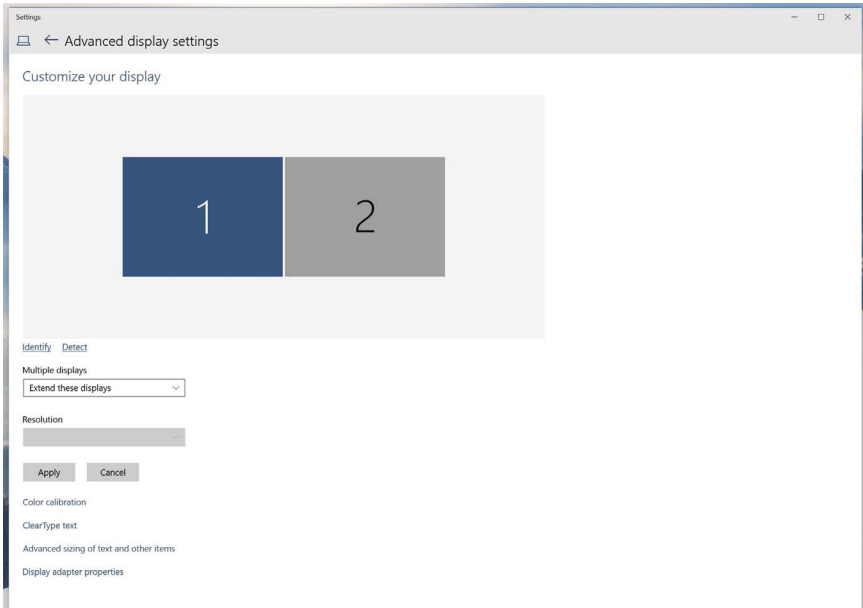 Settings
Advanced display settings
Customize your display
1 2
Identify Detect
Multiple displays
Extend these displays
Resolution
Apply Cancel
Color calibration
ClearType text
Advanced sizing of text and other items
Display adapter properties